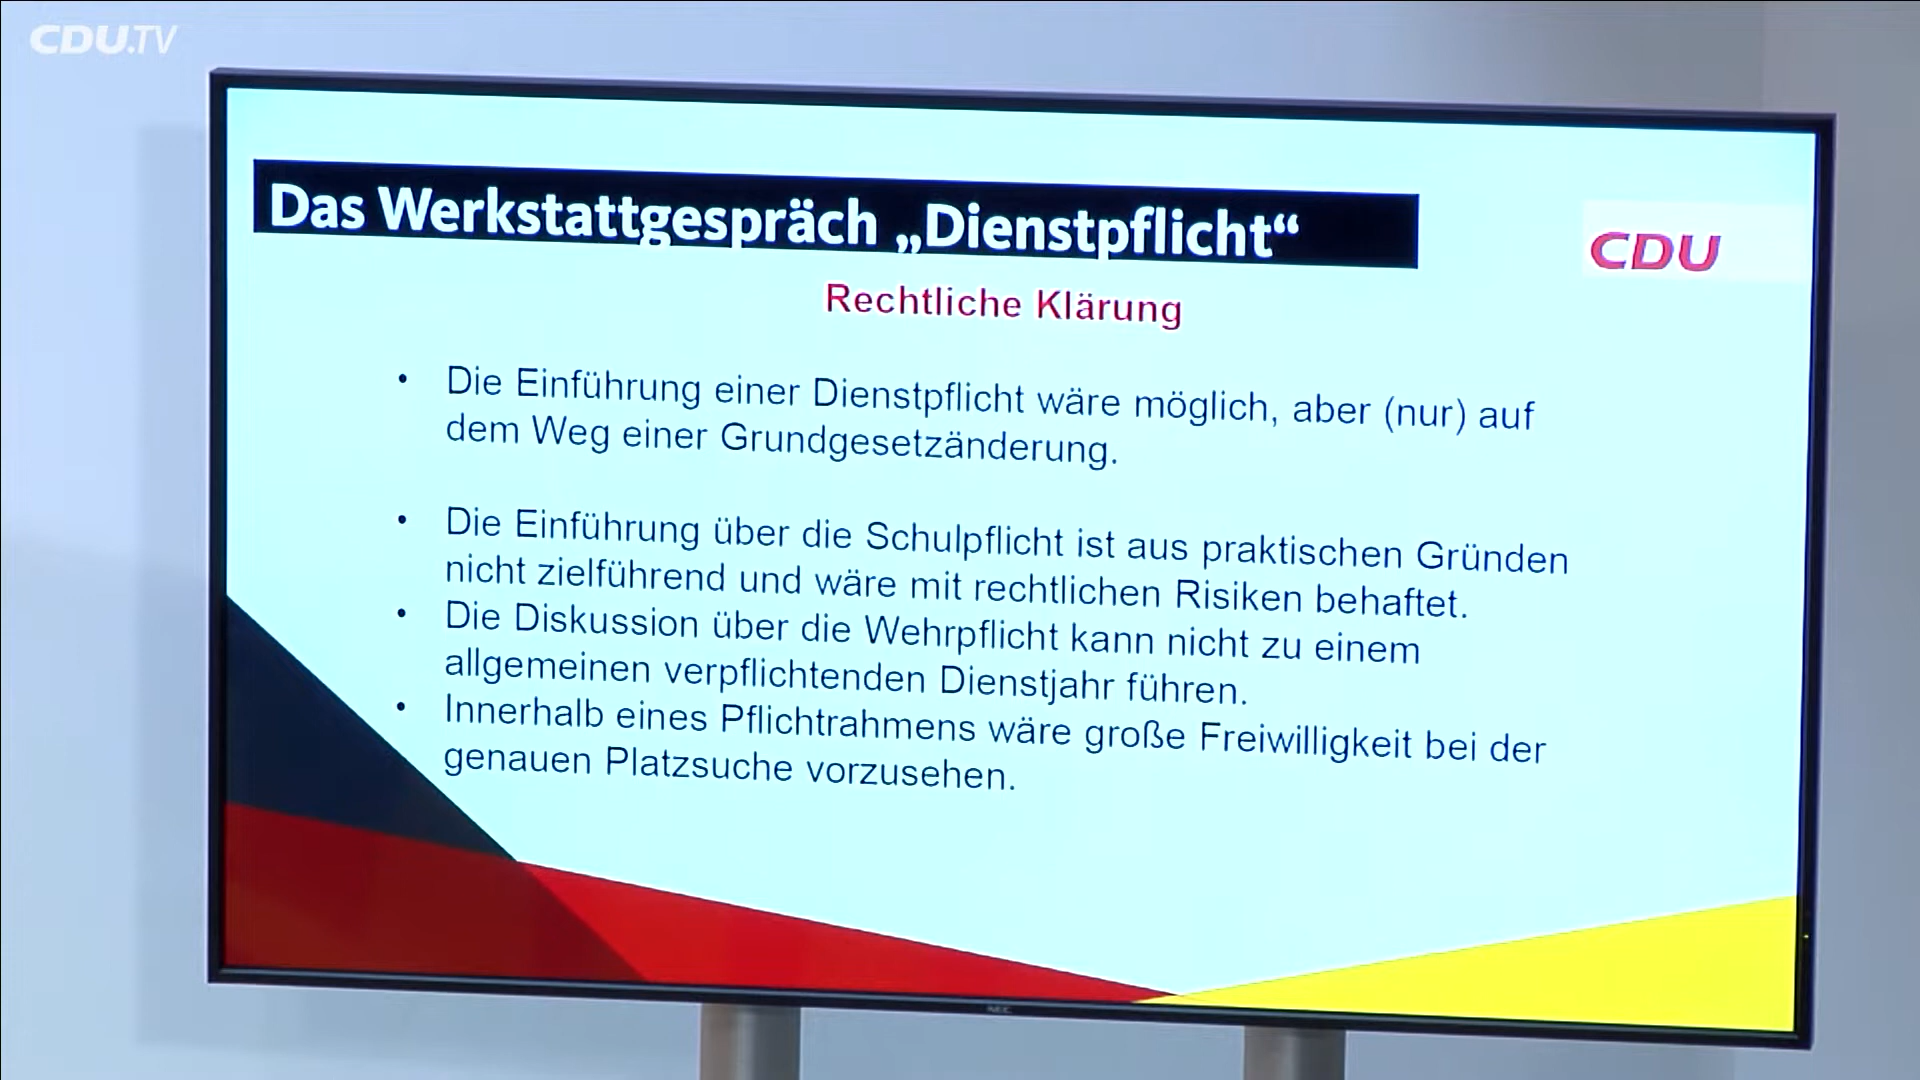 CDU.TV
Das Werkstattgespräch „Dienstpflicht“
CDU
Rechtliche Klärung
• Die Einführung einer Dienstpflicht wäre möglich, aber (nur) auf
dem Weg einer Grundgesetzänderung.
• Die Einführung über die Schulpflicht ist aus praktischen Gründen
nicht zielführend und wäre mit rechtlichen Risiken behaftet.
• Die Diskussion über die Wehrpflicht kann nicht zu einem
allgemeinen verpflichtenden Dienstjahr führen.
• Innerhalb eines Pflichtrahmens wäre große Freiwilligkeit bei der
genauen Platzsuche vorzusehen.
NEC